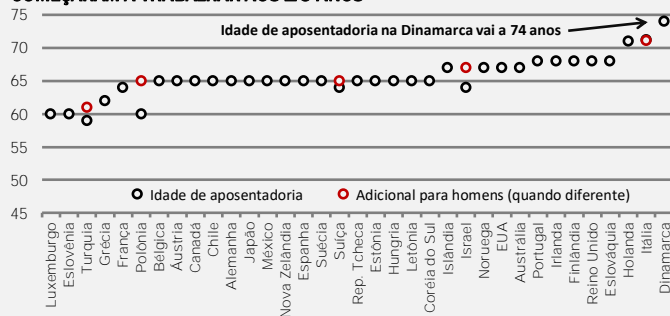 75
Idade de aposentadoria na Dinamarca vai a 74 anos
70
65
60
55
50
Idade de aposentadoria
Adicional para homens (quando diferente)
45
Luxemburgo
Eslovênia
Turquia
Grécia
França
Polônia
Bélgica
Áustria
Canadá
Chile
Alemanha
Japão
México
Nova Zelândia
Espanha
Suécia
Suíça
Rep. Tcheca
Estônia
Hungria
Letônia
Coréia do Sul
Islândia
Israel
Noruega
EUA
Austrália
Portugal
Irlanda
Finlândia
Reino Unido
Eslováquia
Holanda
Itália
Dinamarca